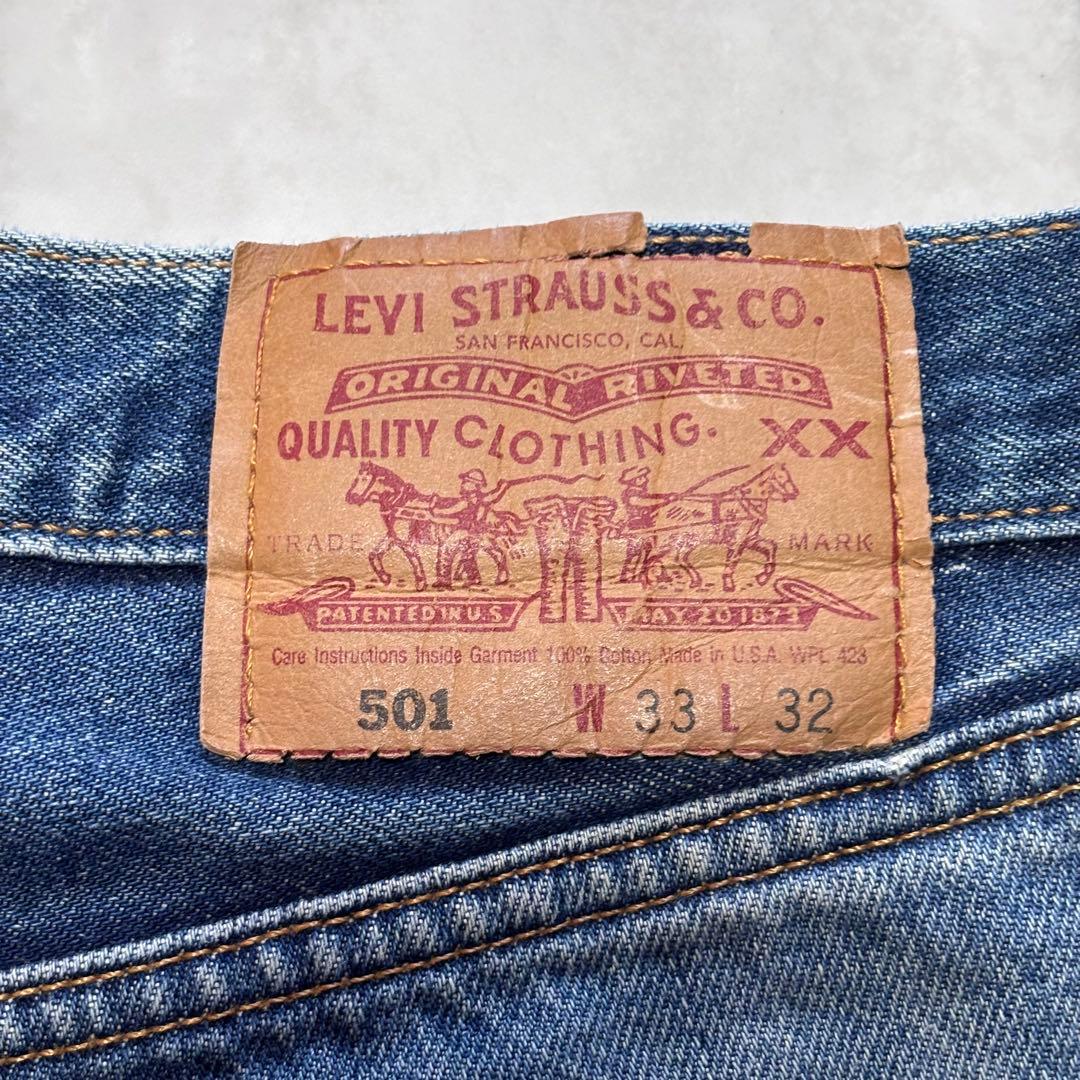 LEVI STRAUSS & CO.
SAN FRANCISCO, CAL.
ORIGINAL RIVETED
QUALITY CLOTHING. XX
TRADE MARK
PATENTED IN U.S. MAY 20 1873
Care Instructions Inside Garment 100% Cotton Made in U.S.A. WPL 423
501 W 33 L 32